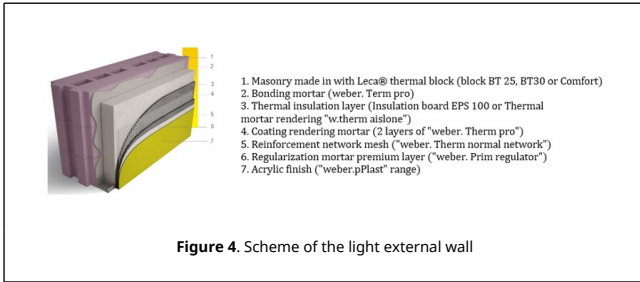 1
2
3
4
5
6
7
1. Masonry made in with Leca® thermal block (block BT 25, BT30 or Comfort)
2. Bonding mortar (weber. Term pro)
3. Thermal insulation layer (Insulation board EPS 100 or Thermal
mortar rendering "w.therm aislone")
4. Coating rendering mortar (2 layers of "weber. Therm pro")
5. Reinforcement network mesh ("weber. Therm normal network")
6. Regularization mortar premium layer ("weber. Prim regulator")
7. Acrylic finish ("weber.pPlast" range)
Figure 4. Scheme of the light external wall